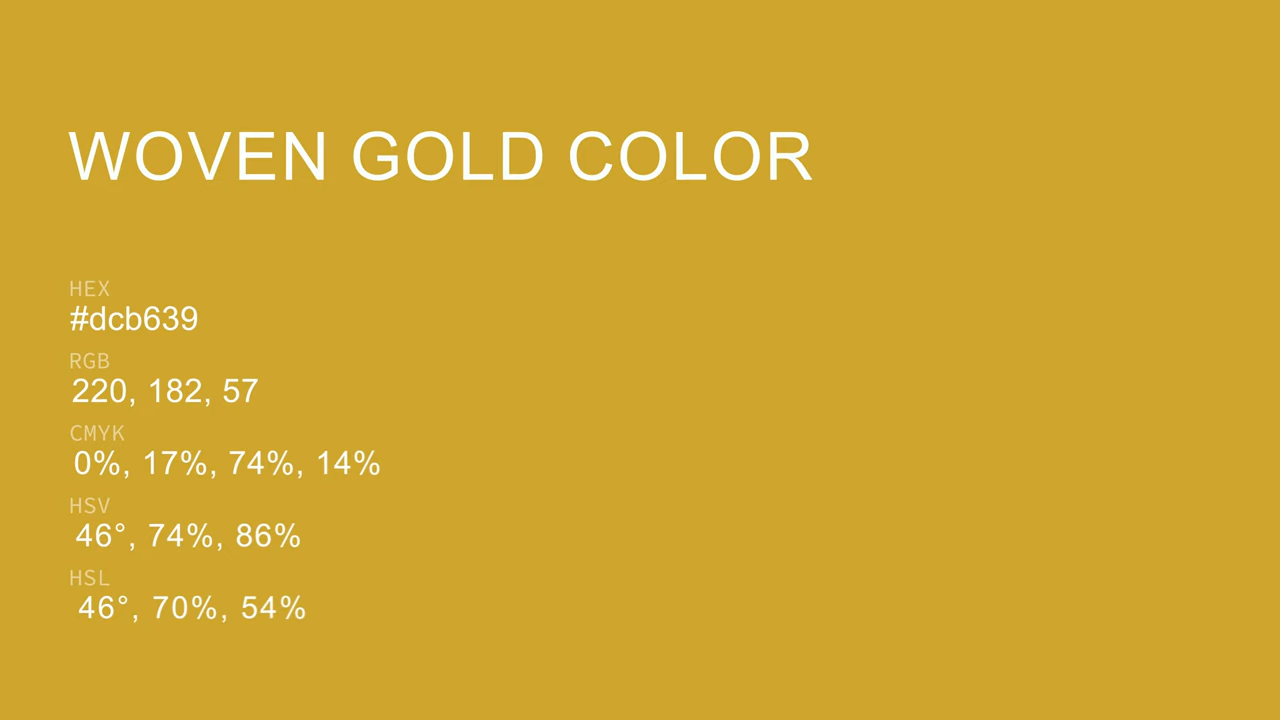 WOVEN GOLD COLOR
HEX
#dcb639
RGB
220, 182, 57
CMYK
0%, 17%, 74%, 14%
HSV
46°, 74%, 86%
HSL
46°, 70%, 54%